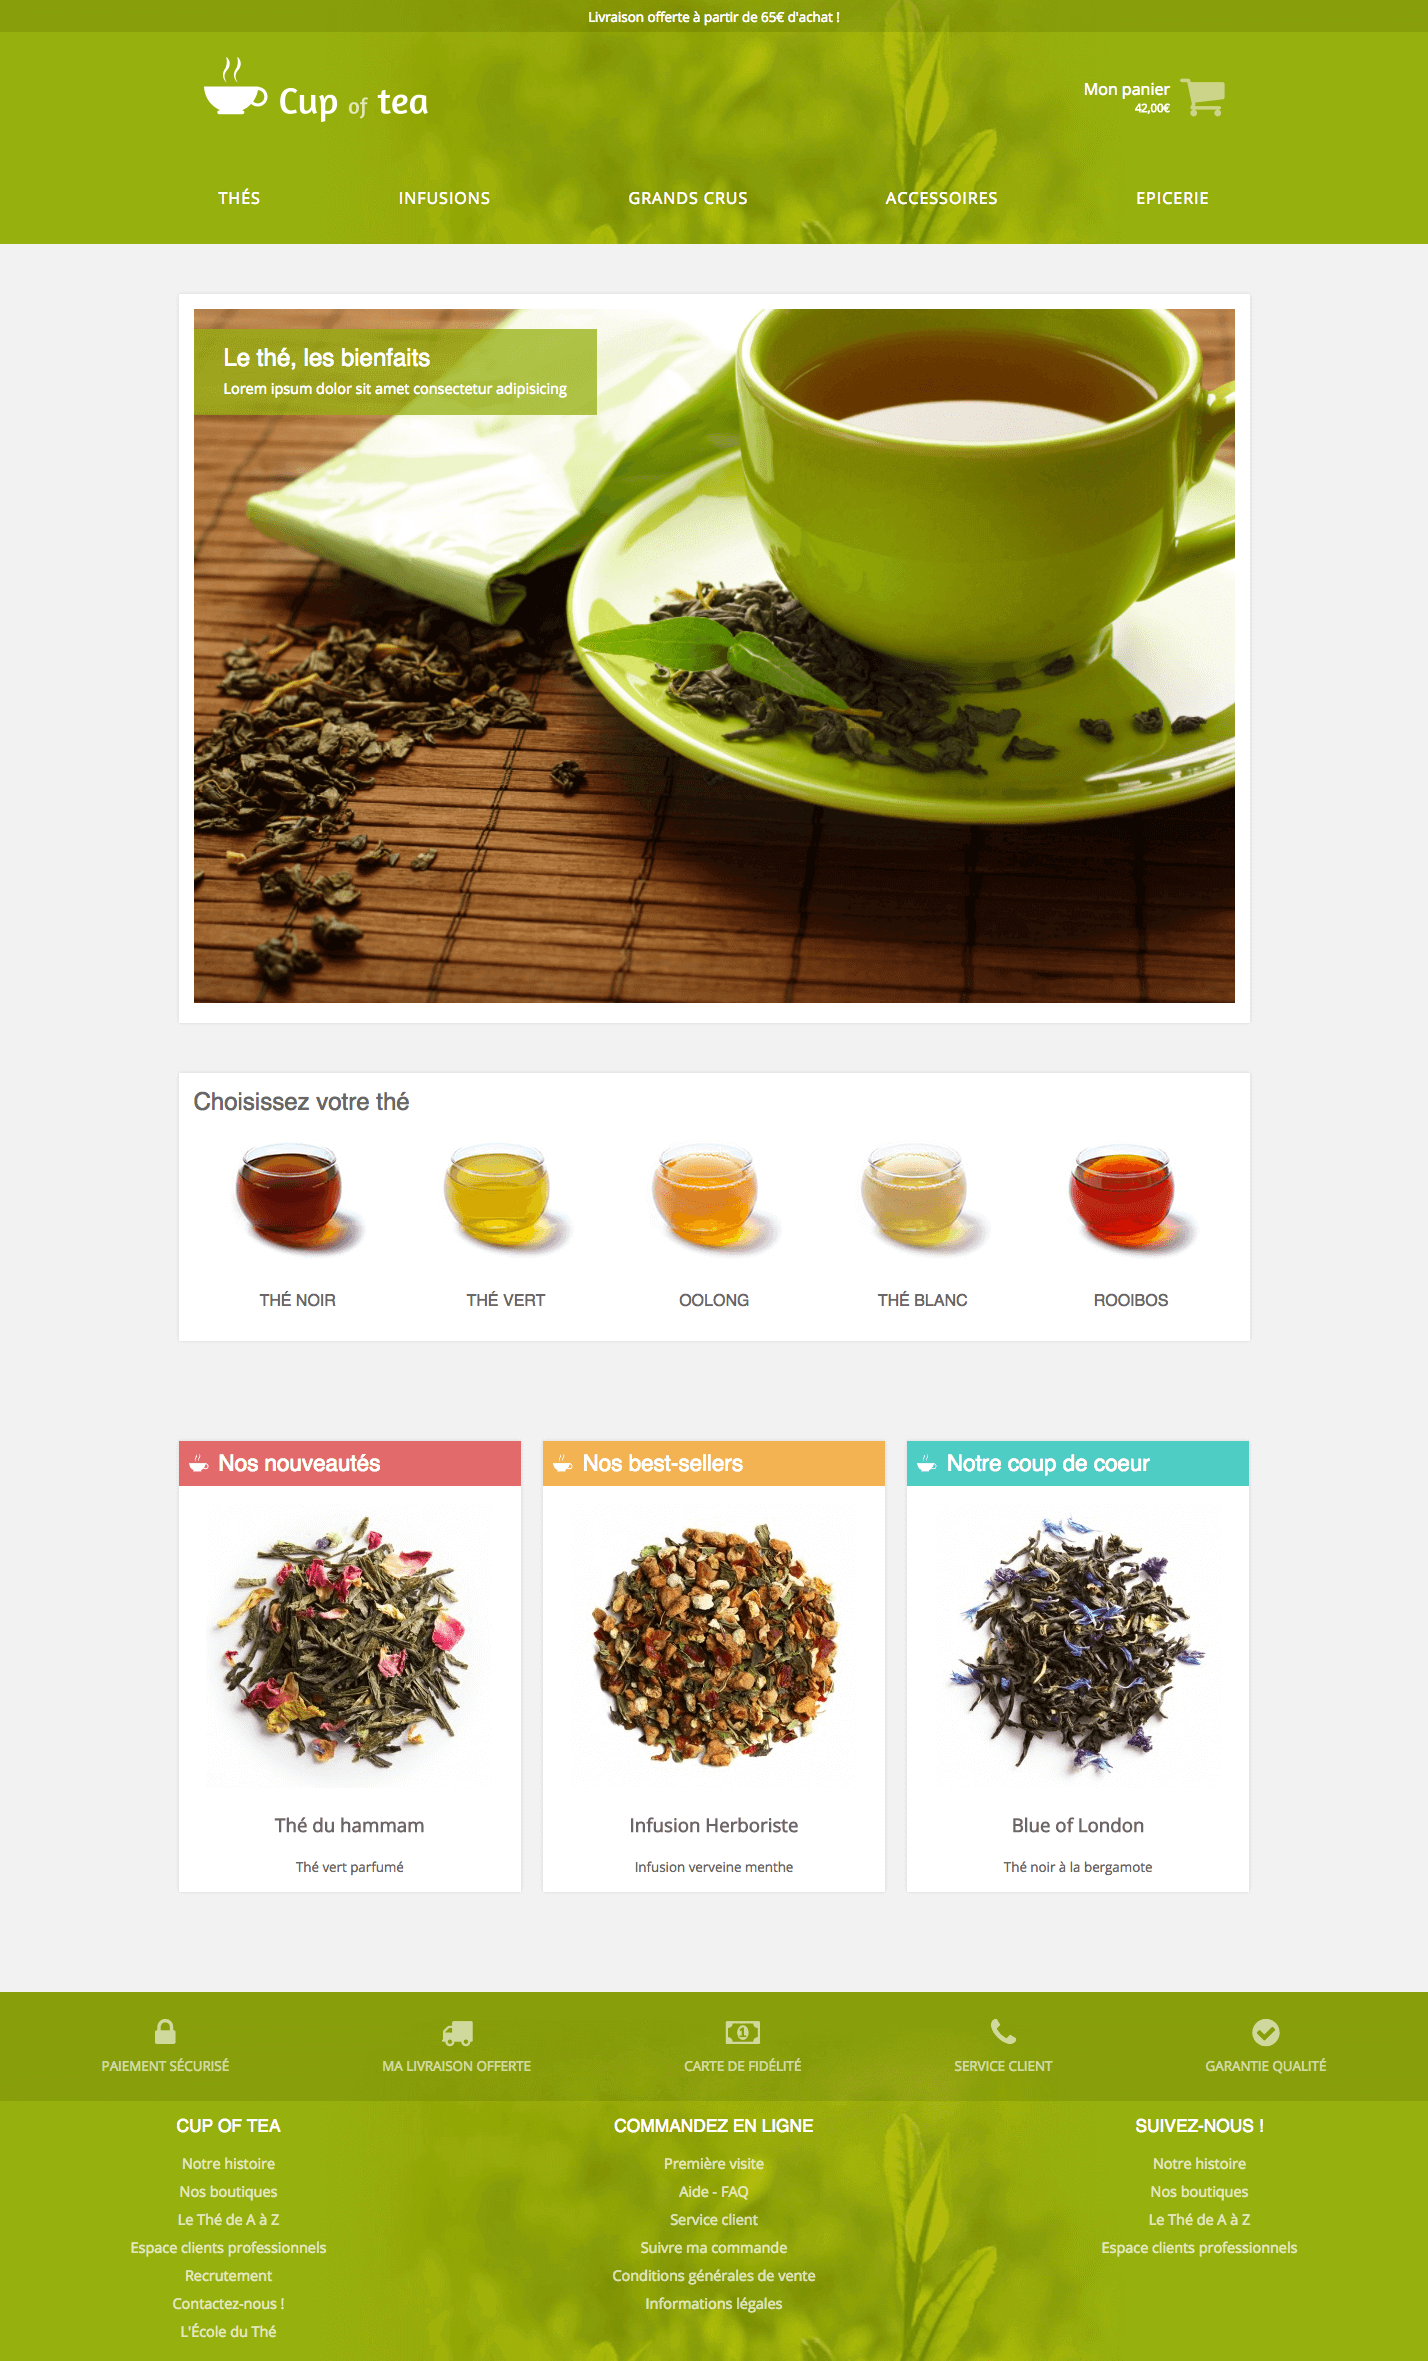 Livraison offerte à partir de 65€ d'achat !
Cup of tea
Mon panier
42,00€
THÉS
INFUSIONS
GRANDS CRUS
ACCESSOIRES
EPICERIE
Le thé, les bienfaits
Lorem ipsum dolor sit amet consectetur adipisicing
Choisissez votre thé
THÉ NOIR
THÉ VERT
OOLONG
THÉ BLANC
ROOIBOS
Nos nouveautés
Thé du hammam
Thé vert parfumé
Nos best-sellers
Infusion Herboriste
Infusion verveine menthe
Notre coup de coeur
Blue of London
Thé noir à la bergamote
PAIEMENT SÉCURISÉ
MA LIVRAISON OFFERTE
1
CARTE DE FIDÉLITÉ
SERVICE CLIENT
GARANTIE QUALITÉ
CUP OF TEA
Notre histoire
Nos boutiques
Le Thé de A à Z
Espace clients professionnels
Recrutement
Contactez-nous !
L'École du Thé
COMMANDEZ EN LIGNE
Première visite
Aide - FAQ
Service client
Suivre ma commande
Conditions générales de vente
Informations légales
SUIVEZ-NOUS !
Notre histoire
Nos boutiques
Le Thé de A à Z
Espace clients professionnels